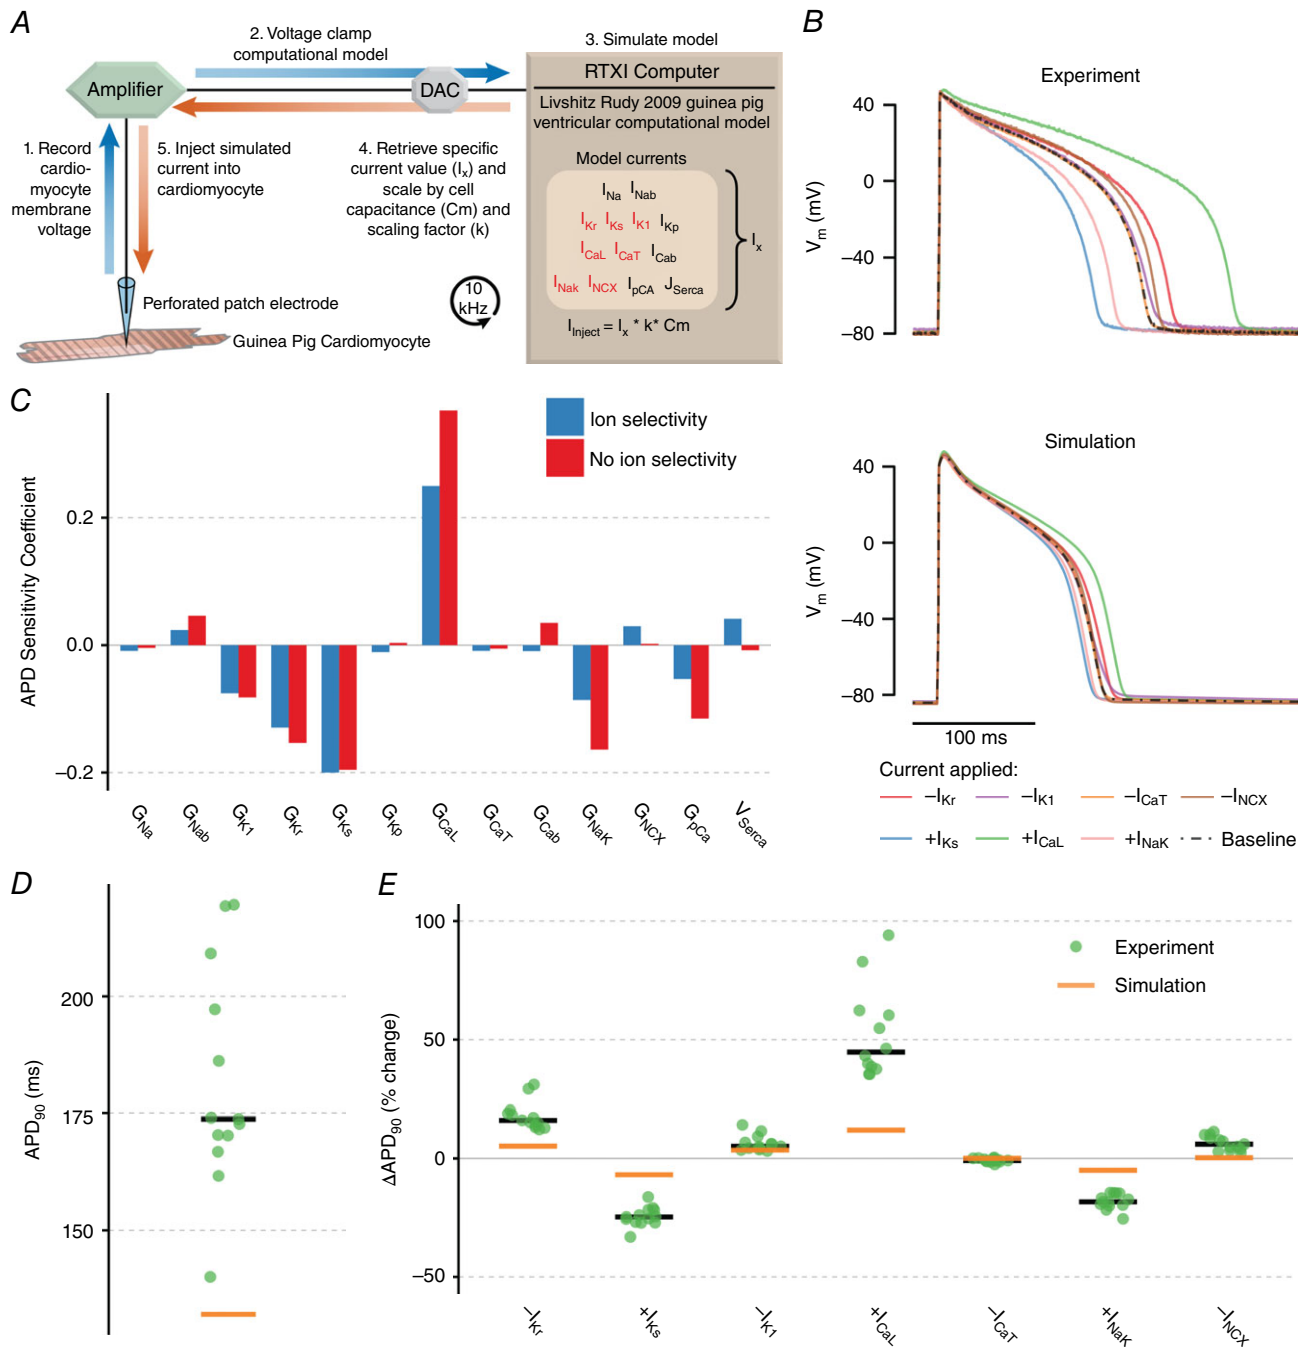 A
2. Voltage clamp
computational model
3. Simulate model
Amplifier
DAC
RTXI Computer
Livshitz Rudy 2009 guinea pig
ventricular computational model
1. Record
cardio-
myocyte
membrane
voltage
5. Inject simulated
current into
cardiomyocyte
4. Retrieve specific
current value (Ix) and
scale by cell
capacitance (Cm) and
scaling factor (k)
Model currents
INa INab
IKr IKs IK1 IKp
ICaL ICaT ICab
INak INCX IpCA JSerca
Ix
IInject = Ix * k* Cm
10
kHz
Perforated patch electrode
Guinea Pig Cardiomyocyte
B
Experiment
40
0
−40
−80
Vm (mV)
Simulation
40
0
−40
−80
Vm (mV)
100 ms
Current applied:
−IKr −IK1 −ICaT −INCX
+IKs +ICaL +INaK Baseline
C
Ion selectivity
No ion selectivity
APD Sensitivity Coefficient
0.2
0.0
−0.2
GNa GNab GK1 GKr GKs GKp GCaL GCaT GCab GNaK GNCX GpCa VSerca
D
APD90 (ms)
200
175
150
E
ΔAPD90 (% change)
100
50
0
−50
Experiment
Simulation
−IKr +IKs −IK1 +ICaL −ICaT +INaK −INCX